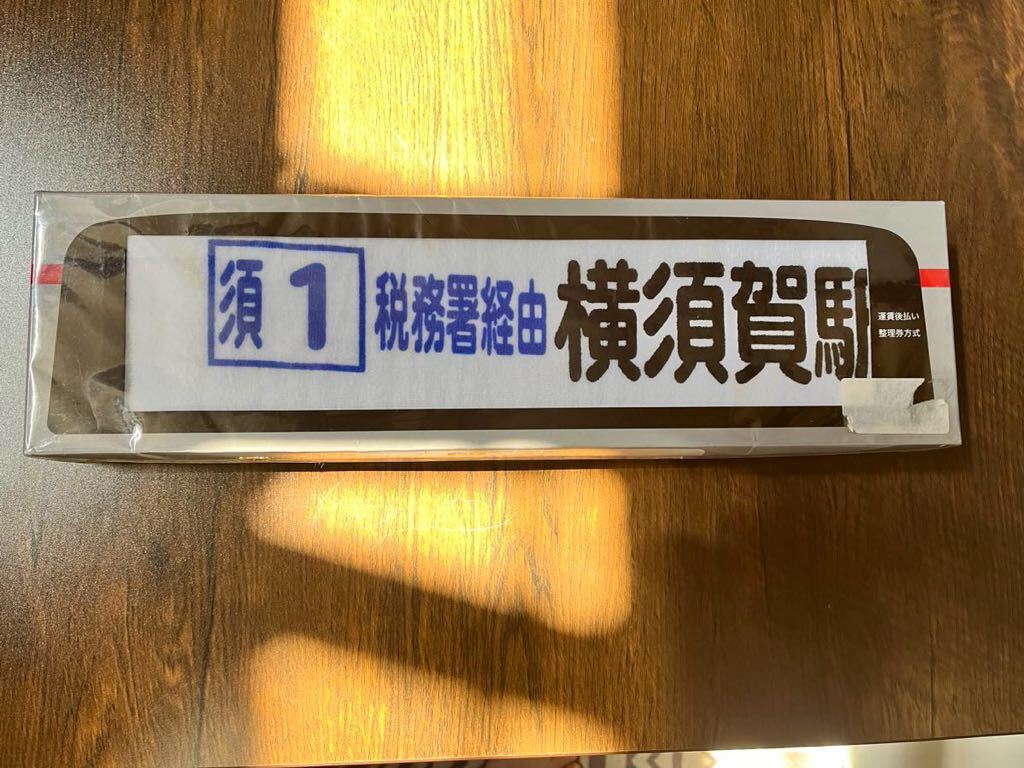 須1 税務署経由 横須賀駅
運賃後払い
整理券方式